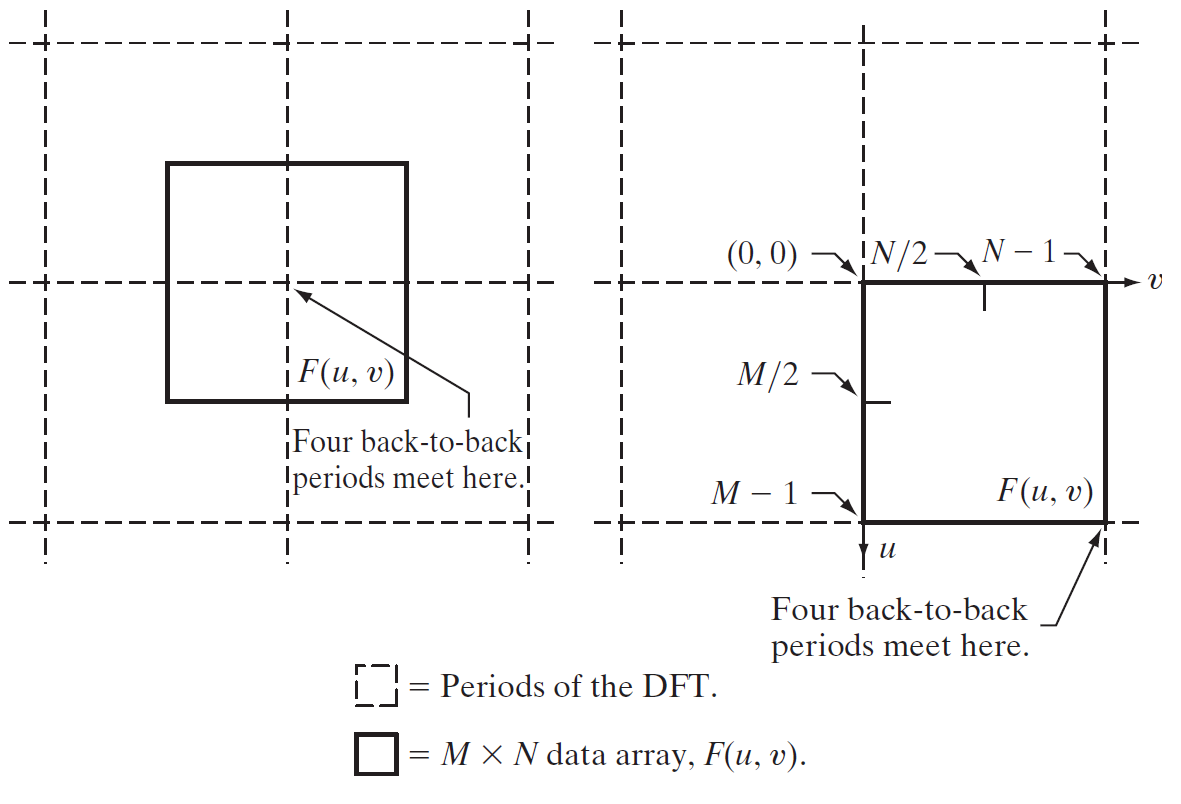 F(u, v)
Four back-to-back
periods meet here.
(0, 0)
N/2
N − 1
v
M/2
M − 1
F(u, v)
u
Four back-to-back
periods meet here.
= Periods of the DFT.
= M × N data array, F(u, v).